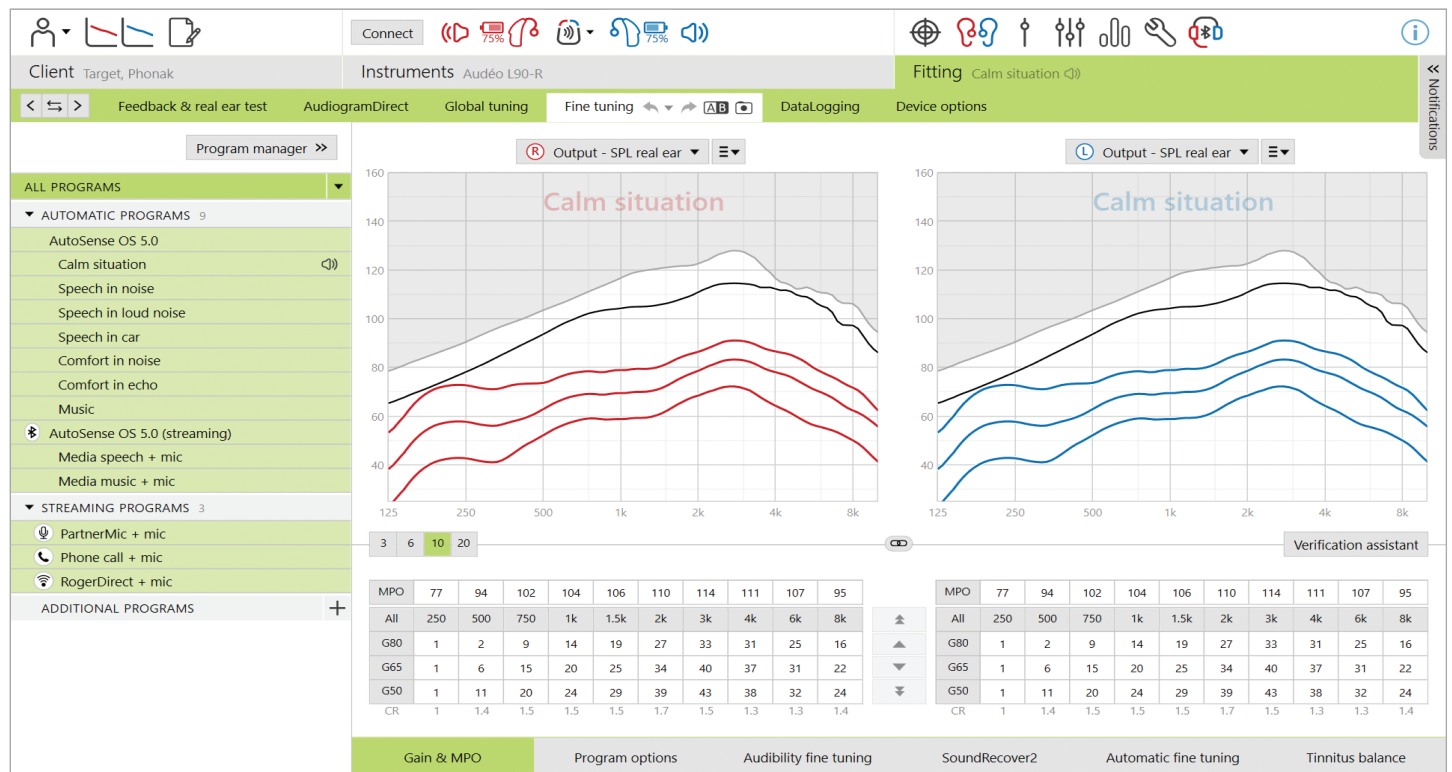 Connect
75%
75%
Client Target, Phonak
Instruments Audéo L90-R
Fitting Calm situation
Notifications
Feedback & real ear test
AudiogramDirect
Global tuning
Fine tuning
AB
DataLogging
Device options
Program manager
ALL PROGRAMS
AUTOMATIC PROGRAMS 9
AutoSense OS 5.0
Calm situation
Speech in noise
Speech in loud noise
Speech in car
Comfort in noise
Comfort in echo
Music
AutoSense OS 5.0 (streaming)
Media speech + mic
Media music + mic
STREAMING PROGRAMS 3
PartnerMic + mic
Phone call + mic
RogerDirect + mic
ADDITIONAL PROGRAMS
R Output - SPL real ear
Calm situation
160
140
120
100
80
60
40
125 250 500 1k 2k 4k 8k
L Output - SPL real ear
Calm situation
160
140
120
100
80
60
40
125 250 500 1k 2k 4k 8k
3 6 10 20
Verification assistant
MPO 77 94 102 104 106 110 114 111 107 95
All 250 500 750 1k 1.5k 2k 3k 4k 6k 8k
G80 1 2 9 14 19 27 33 31 25 16
G65 1 6 15 20 25 34 40 37 31 22
G50 1 11 20 24 29 39 43 38 32 24
CR 1 1.4 1.5 1.5 1.5 1.7 1.5 1.3 1.3 1.4
MPO 77 94 102 104 106 110 114 111 107 95
All 250 500 750 1k 1.5k 2k 3k 4k 6k 8k
G80 1 2 9 14 19 27 33 31 25 16
G65 1 6 15 20 25 34 40 37 31 22
G50 1 11 20 24 29 39 43 38 32 24
CR 1 1.4 1.5 1.5 1.5 1.7 1.5 1.3 1.3 1.4
Gain & MPO
Program options
Audibility fine tuning
SoundRecover2
Automatic fine tuning
Tinnitus balance